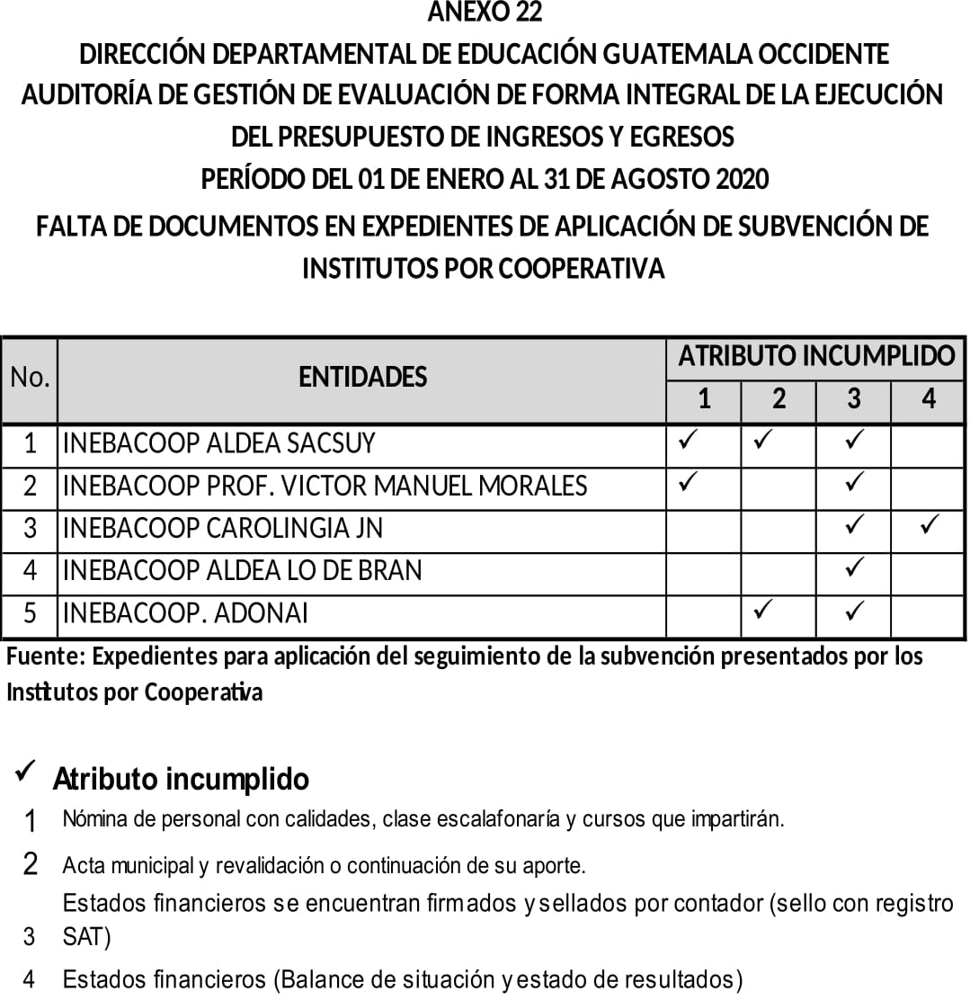 ANEXO 22
DIRECCIÓN DEPARTAMENTAL DE EDUCACIÓN GUATEMALA OCCIDENTE
AUDITORÍA DE GESTIÓN DE EVALUACIÓN DE FORMA INTEGRAL DE LA EJECUCIÓN
DEL PRESUPUESTO DE INGRESOS Y EGRESOS
PERÍODO DEL 01 DE ENERO AL 31 DE AGOSTO 2020
FALTA DE DOCUMENTOS EN EXPEDIENTES DE APLICACIÓN DE SUBVENCIÓN DE
INSTITUTOS POR COOPERATIVA
No. ENTIDADES ATRIBUTO INCUMPLIDO
1 2 3 4
1 INEBACOOP ALDEA SACSUY ✓ ✓ ✓
2 INEBACOOP PROF. VICTOR MANUEL MORALES ✓ ✓
3 INEBACOOP CAROLINGIA JN ✓ ✓
4 INEBACOOP ALDEA LO DE BRAN ✓
5 INEBACOOP. ADONAI ✓ ✓
Fuente: Expedientes para aplicación del seguimiento de la subvención presentados por los
Institutos por Cooperativa
✓ Atributo incumplido
1 Nómina de personal con calidades, clase escalafonaría y cursos que impartirán.
2 Acta municipal y revalidación o continuación de su aporte.
Estados financieros se encuentran firmados y sellados por contador (sello con registro
3 SAT)
4 Estados financieros (Balance de situación y estado de resultados)